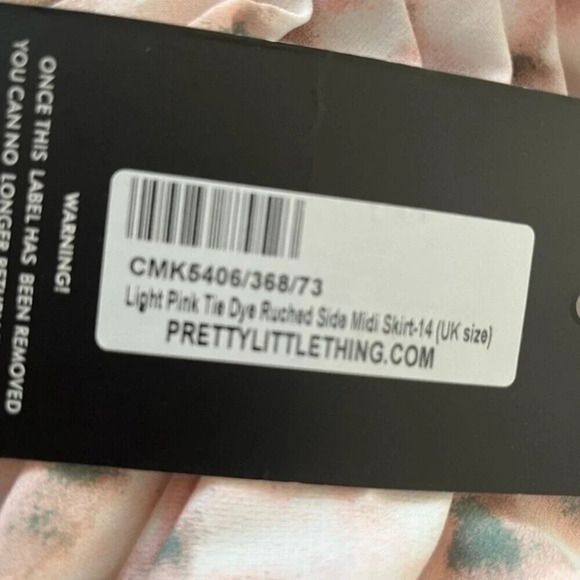 WARNING!
ONCE THIS LABEL HAS BEEN REMOVED
YOU CAN NO LONGER
CMK5406/368/73
Light Pink Tie Dye Ruched Side Midi Skirt-14 (UK size)
PRETTYLITTLETHING.COM